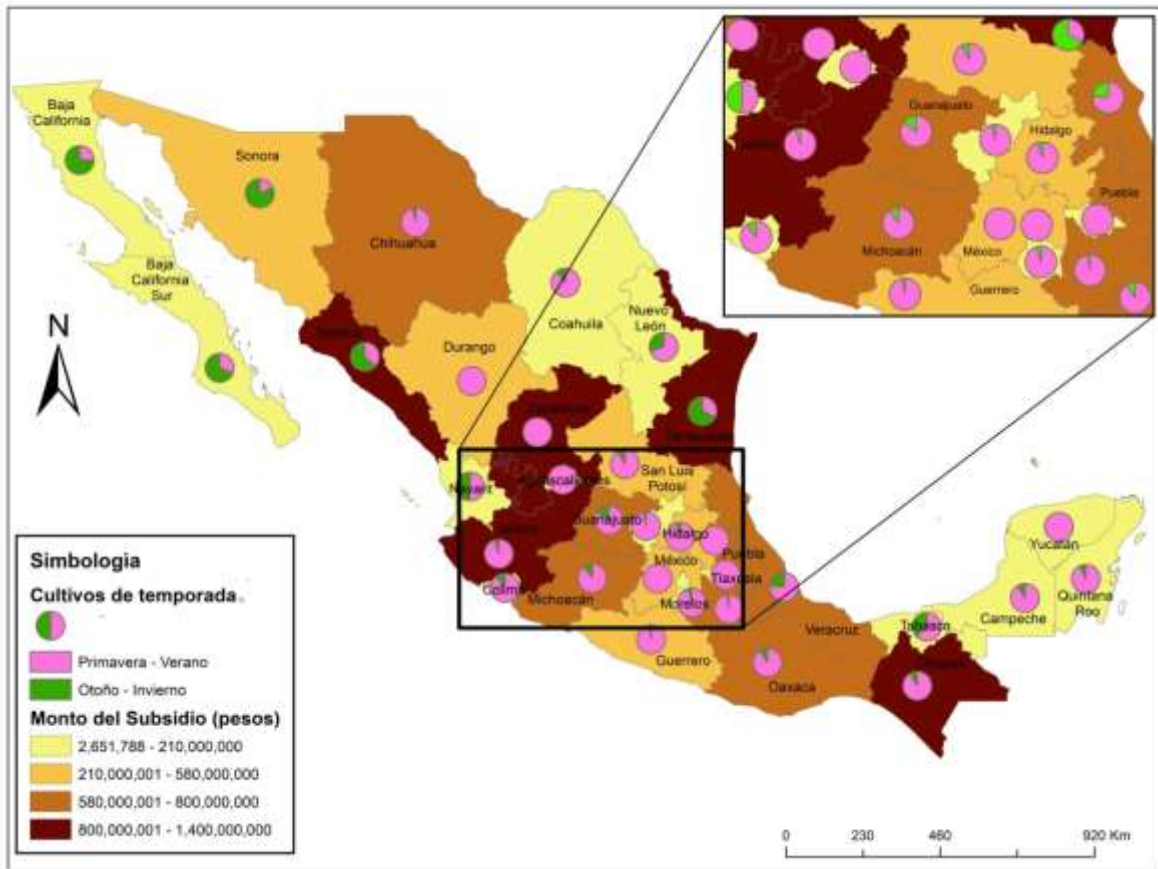 Baja
California
Sonora
Chihuahua
Baja
California
Sur
Coahuila
Nuevo
León
Durango
San Luis
Potosí
Nayarit
Guanajuato
Hidalgo
México
Puebla
Tlaxcala
Colima
Michoacán
Morelos
Guerrero
Veracruz
Oaxaca
Tabasco
Campeche
Yucatán
Quintana
Roo
Guanajuato
Hidalgo
Puebla
Michoacán
México
Guerrero
N
Simbologia
Cultivos de temporada
Primavera - Verano
Otoño - Invierno
Monto del Subsidio (pesos)
2,651,788 - 210,000,000
210,000,001 - 580,000,000
580,000,001 - 800,000,000
800,000,001 - 1,400,000,000
0 230 460 920 Km